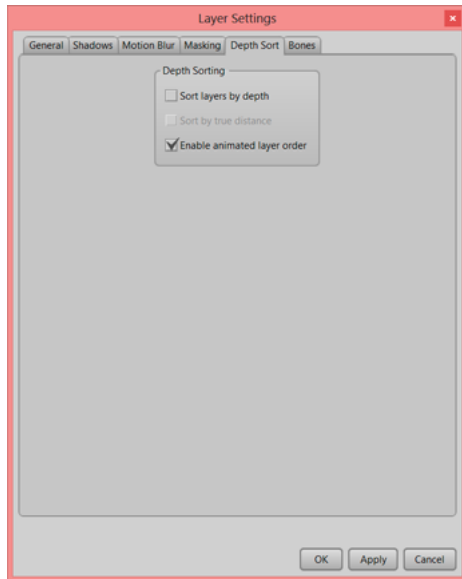 Layer Settings
General Shadows Motion Blur Masking Depth Sort Bones
Depth Sorting
Sort layers by depth
Sort by true distance
Enable animated layer order
OK Apply Cancel